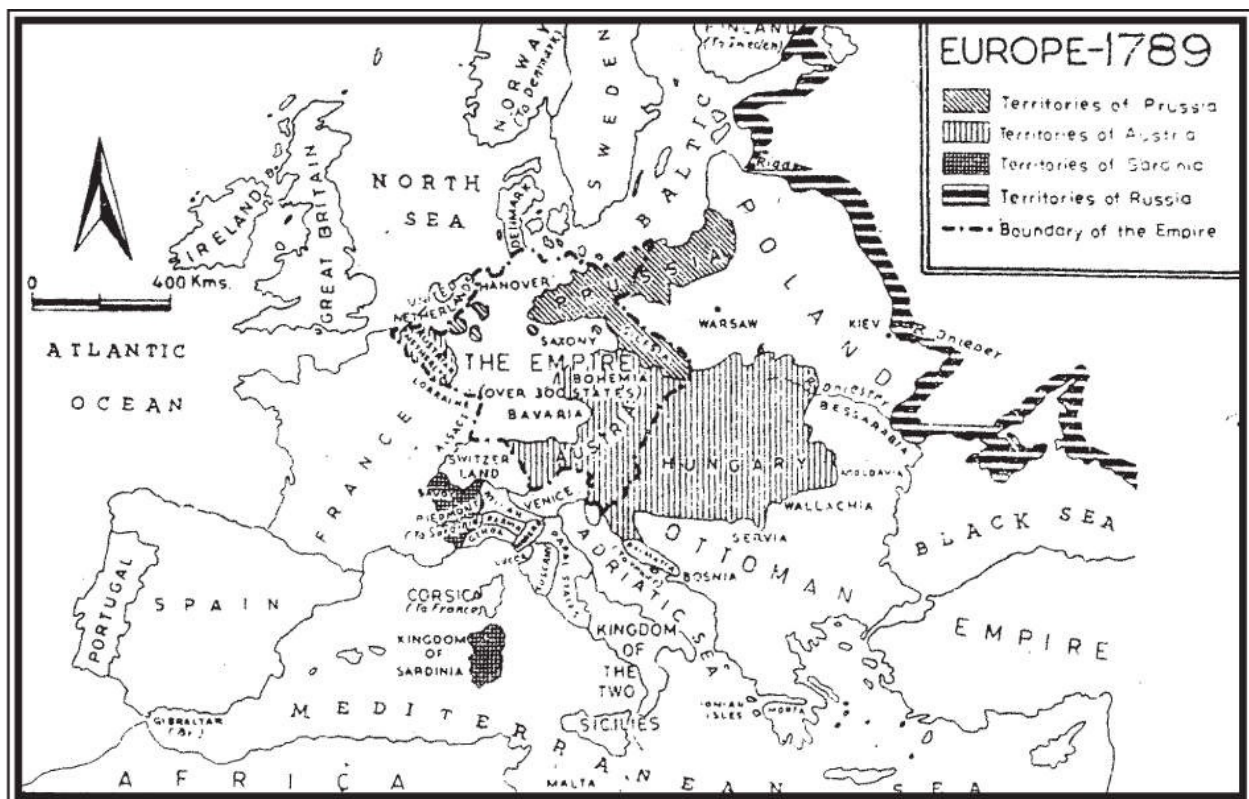 EUROPE-1789
Territories of Prussia
Territories of Austria
Territories of Sardinia
Territories of Russia
Boundary of the Empire
FINLAND
(To Sweden)
NORWAY
(To Denmark)
SWEDEN
BALTIC
Riga
NORTH
SEA
IRELAND
GREAT BRITAIN
DENMARK
0 400 Kms.
ATLANTIC
OCEAN
UNITED
NETHERLANDS
HANOVER
PRUSSIA
POLAND
WARSAW
KIEV
R. Dnieper
SAXONY
SILESIA
THE EMPIRE
BOHEMIA
(OVER 300 STATES)
BAVARIA
LORRAINE
ALSACE
FRANCE
AUSTRIA
HUNGARY
R. Dniestr
BESSARABIA
MOLDAVIA
WALLACHIA
SERVIA
BLACK SEA
SWITZER
LAND
SAVOY
PIEDMONT
(To Sardinia)
MILAN
VENICE
PARMA
GENOA
LUCCA
TUSCANY
PAPAL STATES
ADRIATIC SEA
DALMATIA
BOSNIA
OTTOMAN
EMPIRE
PORTUGAL
SPAIN
CORSICA
(To France)
KINGDOM
OF
SARDINIA
KINGDOM
OF
THE
TWO
SICILIES
IONIAN
ISLES
MOREA
GIBRALTAR
(Br.)
MEDITERRANEAN SEA
AFRICA
MALTA